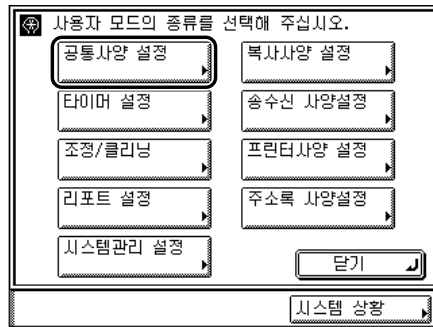 사용자 모드의 종류를 선택해 주십시오.
공통사양 설정
복사사양 설정
타이머 설정
송수신 사양설정
조정/클리닝
프린터사양 설정
리포트 설정
주소록 사양설정
시스템관리 설정
닫기
시스템 상황